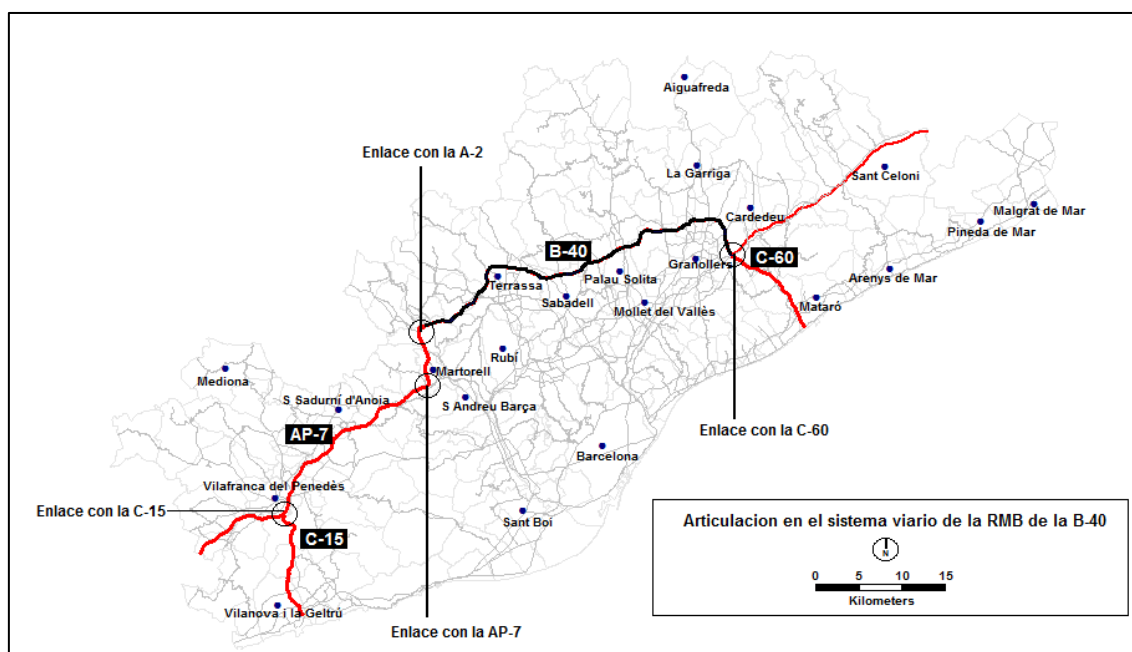 Aiguafreda
Enlace con la A-2
La Garriga
Sant Celoni
Cardedeu
Malgrat de Mar
Pineda de Mar
B-40
C-60
Granollers
Arenys de Mar
Terrassa
Palau Solita
Sabadell
Mataró
Mollet del Vallès
Rubí
Martorell
Mediona
S Sadurní d'Anoia
S Andreu Barça
AP-7
Enlace con la C-60
Barcelona
Vilafranca del Penedès
Enlace con la C-15
Sant Boi
C-15
Vilanova i la Geltrú
Enlace con la AP-7
Articulacion en el sistema viario de la RMB de la B-40
N
0 5 10 15
Kilometers